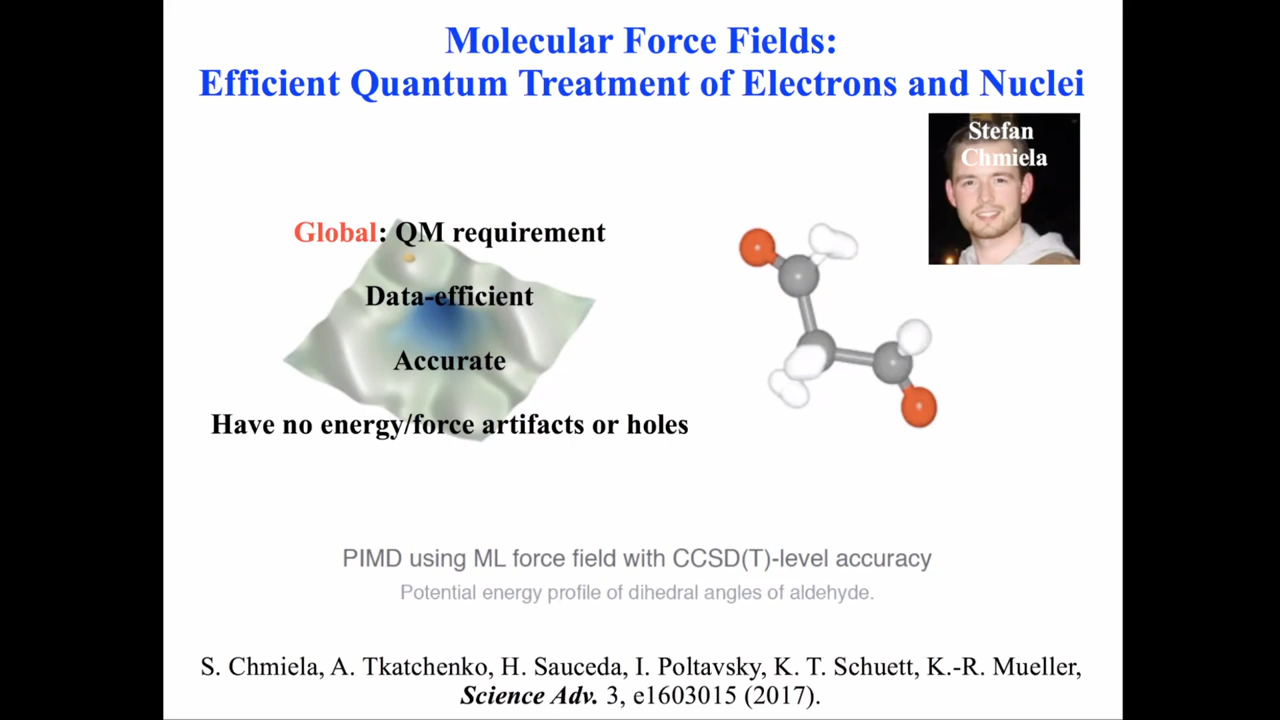 Molecular Force Fields:
Efficient Quantum Treatment of Electrons and Nuclei
Stefan
Chmiela
Global: QM requirement
Data-efficient
Accurate
Have no energy/force artifacts or holes
PIMD using ML force field with CCSD(T)-level accuracy
Potential energy profile of dihedral angles of aldehyde.
S. Chmiela, A. Tkatchenko, H. Sauceda, I. Poltavsky, K. T. Schuett, K.-R. Mueller,
Science Adv. 3, e1603015 (2017).